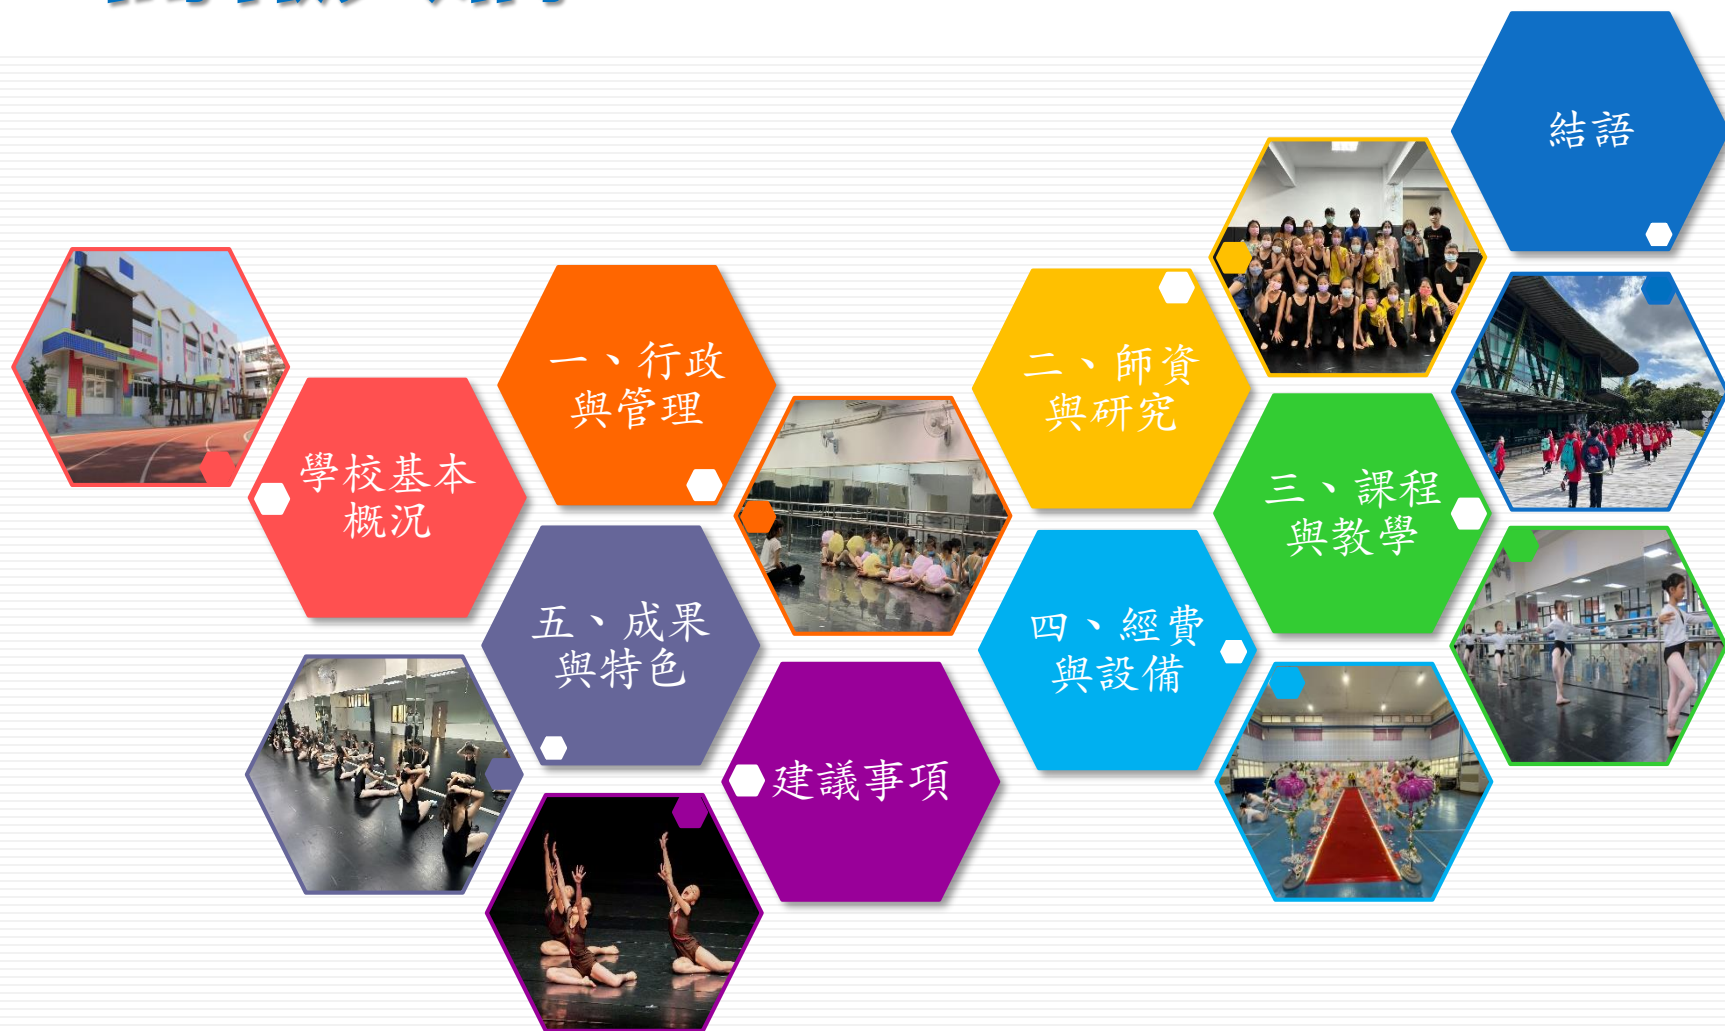 學校基本
概況
一、行政
與管理
二、師資
與研究
三、課程
與教學
四、經費
與設備
五、成果
與特色
建議事項
結語